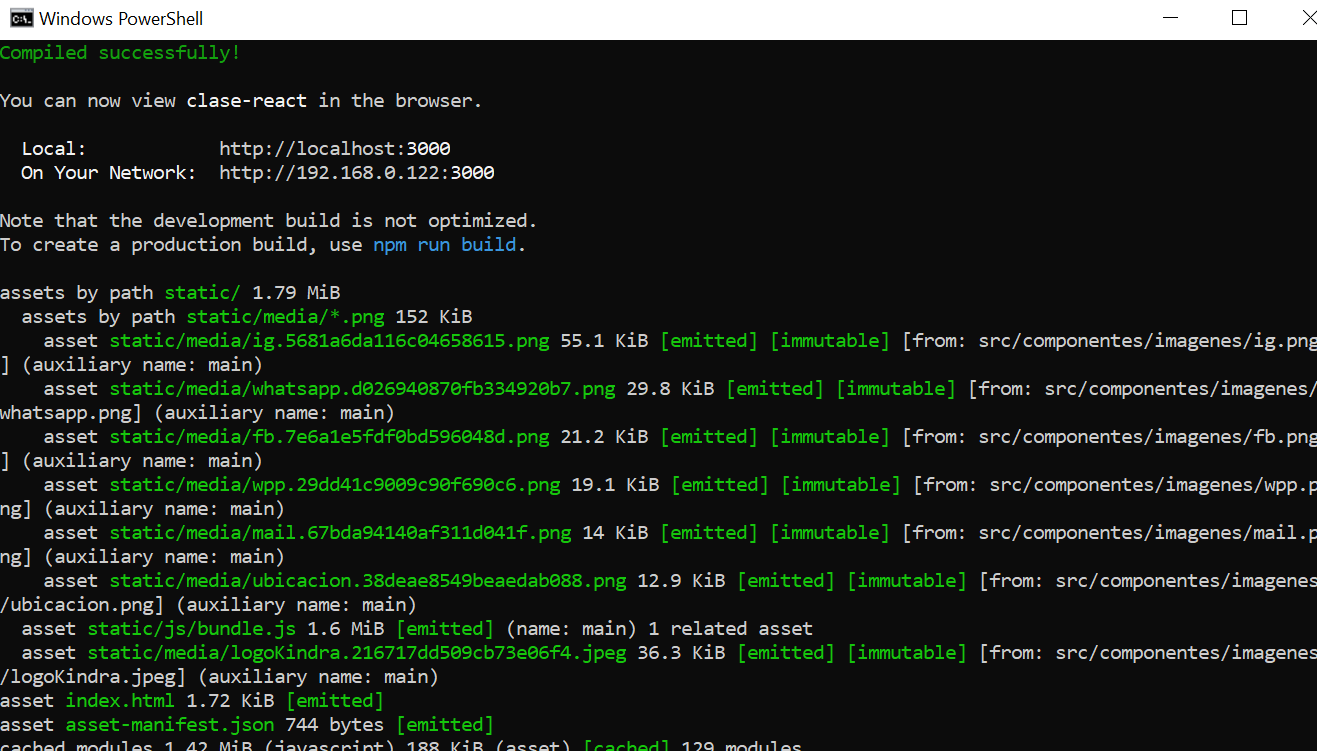 Windows PowerShell
Compiled successfully!
You can now view clase-react in the browser.
Local: http://localhost:3000
On Your Network: http://192.168.0.122:3000
Note that the development build is not optimized.
To create a production build, use npm run build.
assets by path static/ 1.79 MiB
assets by path static/media/*.png 152 KiB
asset static/media/ig.5681a6da116c04658615.png 55.1 KiB [emitted] [immutable] [from: src/componentes/imagenes/ig.png
] (auxiliary name: main)
asset static/media/whatsapp.d026940870fb334920b7.png 29.8 KiB [emitted] [immutable] [from: src/componentes/imagenes/
whatsapp.png] (auxiliary name: main)
asset static/media/fb.7e6a1e5fdf0bd596048d.png 21.2 KiB [emitted] [immutable] [from: src/componentes/imagenes/fb.png
] (auxiliary name: main)
asset static/media/wpp.29dd41c9009c90f690c6.png 19.1 KiB [emitted] [immutable] [from: src/componentes/imagenes/wpp.p
ng] (auxiliary name: main)
asset static/media/mail.67bda94140af311d041f.png 14 KiB [emitted] [immutable] [from: src/componentes/imagenes/mail.p
ng] (auxiliary name: main)
asset static/media/ubicacion.38deae8549beaedab088.png 12.9 KiB [emitted] [immutable] [from: src/componentes/imagenes
/ubicacion.png] (auxiliary name: main)
asset static/js/bundle.js 1.6 MiB [emitted] (name: main) 1 related asset
asset static/media/logoKindra.216717dd509cb73e06f4.jpeg 36.3 KiB [emitted] [immutable] [from: src/componentes/imagenes
/logoKindra.jpeg] (auxiliary name: main)
asset index.html 1.72 KiB [emitted]
asset asset-manifest.json 744 bytes [emitted]
cached modules 1.42 MiB (javascript) 188 KiB (asset) [cached] 129 modules